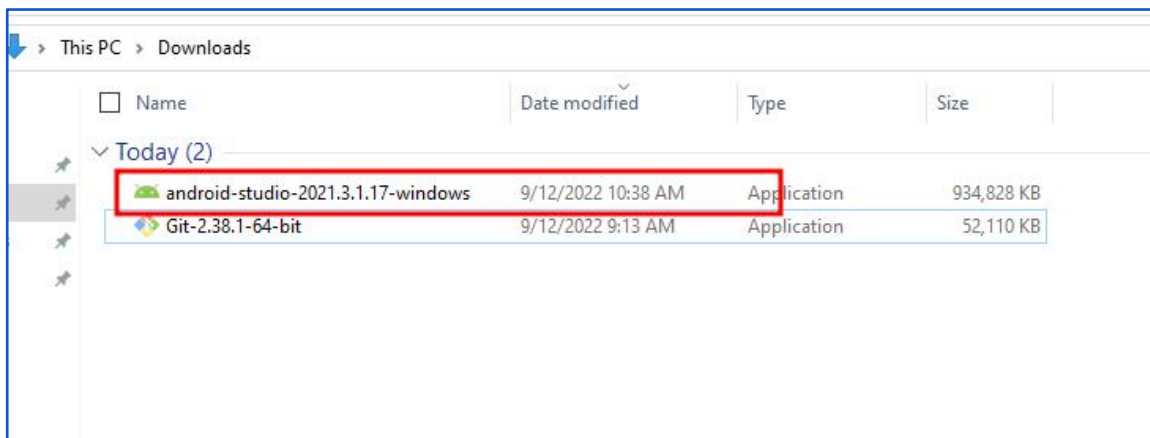 This PC > Downloads
Name Date modified Type Size
Today (2)
android-studio-2021.3.1.17-windows 9/12/2022 10:38 AM Application 934,828 KB
Git-2.38.1-64-bit 9/12/2022 9:13 AM Application 52,110 KB